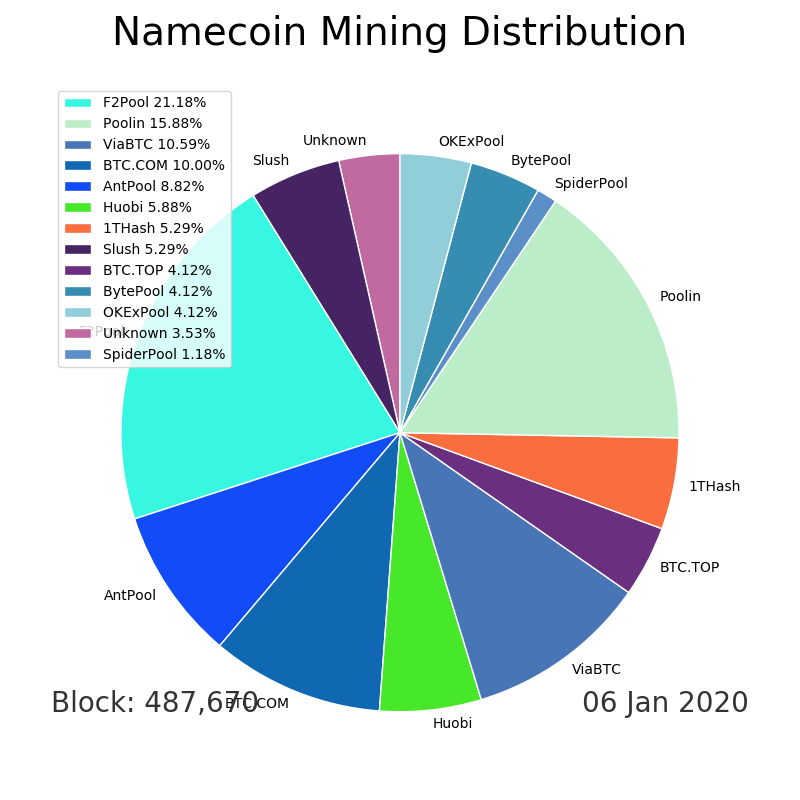 Namecoin Mining Distribution
F2Pool 21.18%
Poolin 15.88%
ViaBTC 10.59%
BTC.COM 10.00%
AntPool 8.82%
Huobi 5.88%
1THash 5.29%
Slush 5.29%
BTC.TOP 4.12%
BytePool 4.12%
OKExPool 4.12%
Unknown 3.53%
SpiderPool 1.18%
Unknown
OKExPool
Slush
BytePool
SpiderPool
Poolin
F2Pool
1THash
BTC.TOP
AntPool
ViaBTC
BTC.COM
Huobi
Block: 487,670
06 Jan 2020